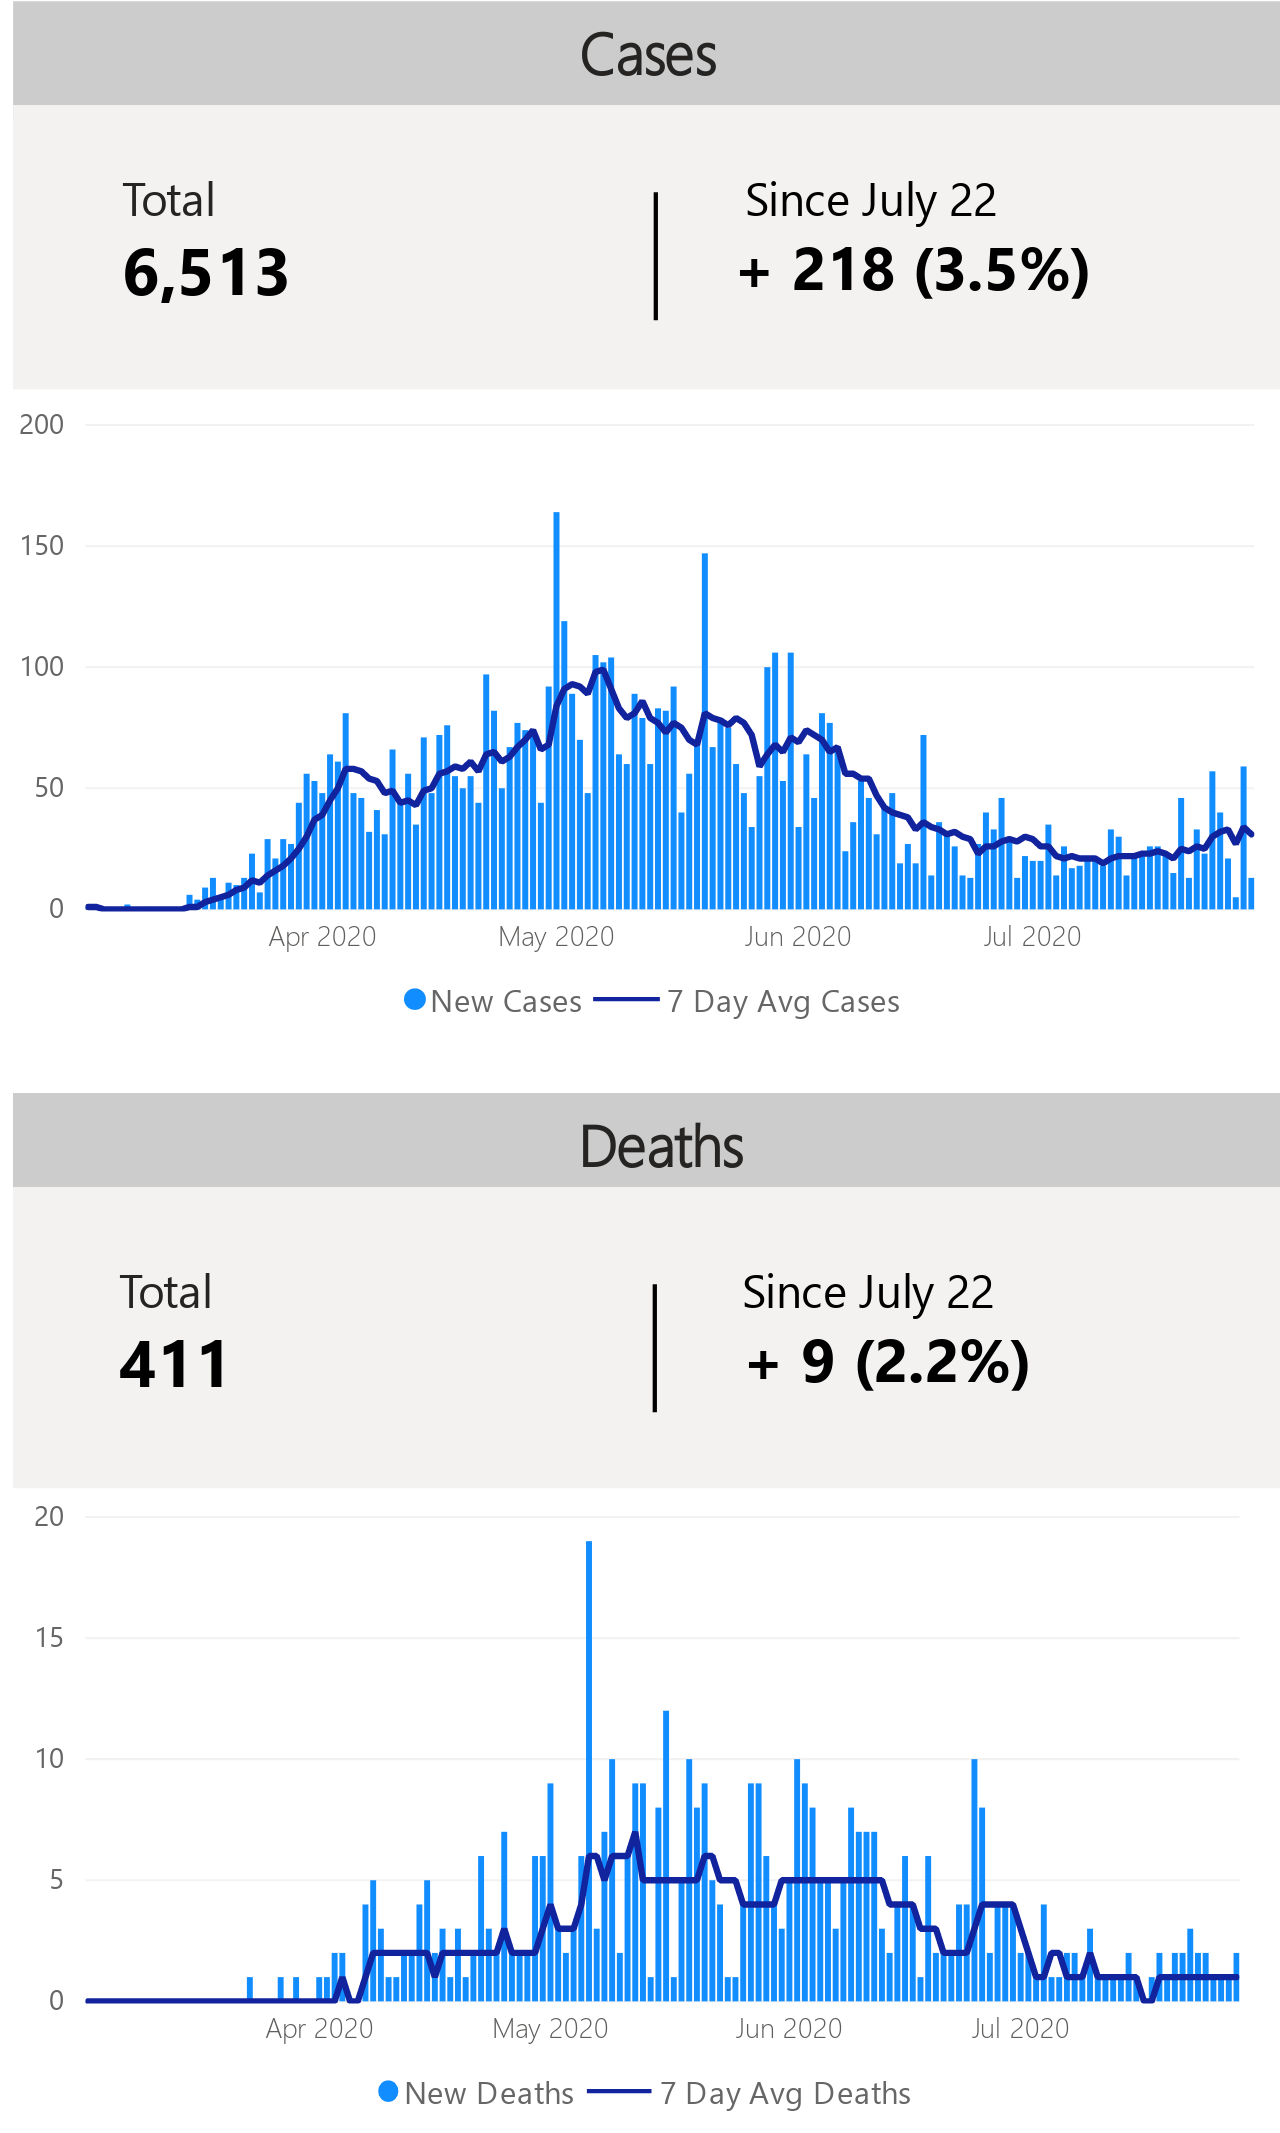 Cases
Total
Since July 22
6,513
+ 218 (3.5%)
200
150
100
50
0
Apr 2020 May 2020 Jun 2020 Jul 2020
New Cases 7 Day Avg Cases
Deaths
Total
Since July 22
411
+ 9 (2.2%)
20
15
10
5
0
Apr 2020 May 2020 Jun 2020 Jul 2020
New Deaths 7 Day Avg Deaths